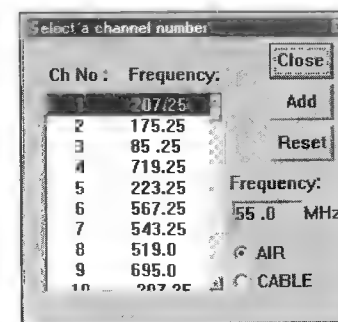 Select a channel number
Close
Ch No : Frequency:
Add
1 207/25
2 175.25
Reset
3 85 .25
4 719.25
5 223.25
Frequency:
6 567.25
55 .0 MHz
7 543.25
8 519.0
AIR
9 695.0
CABLE
10